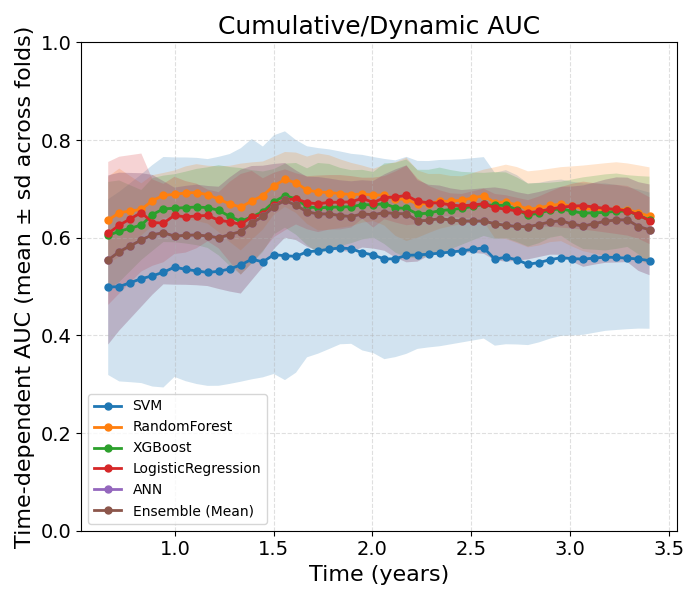 Cumulative/Dynamic AUC
Time-dependent AUC (mean ± sd across folds)
1.0
0.8
0.6
0.4
0.2
0.0
SVM
RandomForest
XGBoost
LogisticRegression
ANN
Ensemble (Mean)
1.0 1.5 2.0 2.5 3.0 3.5
Time (years)